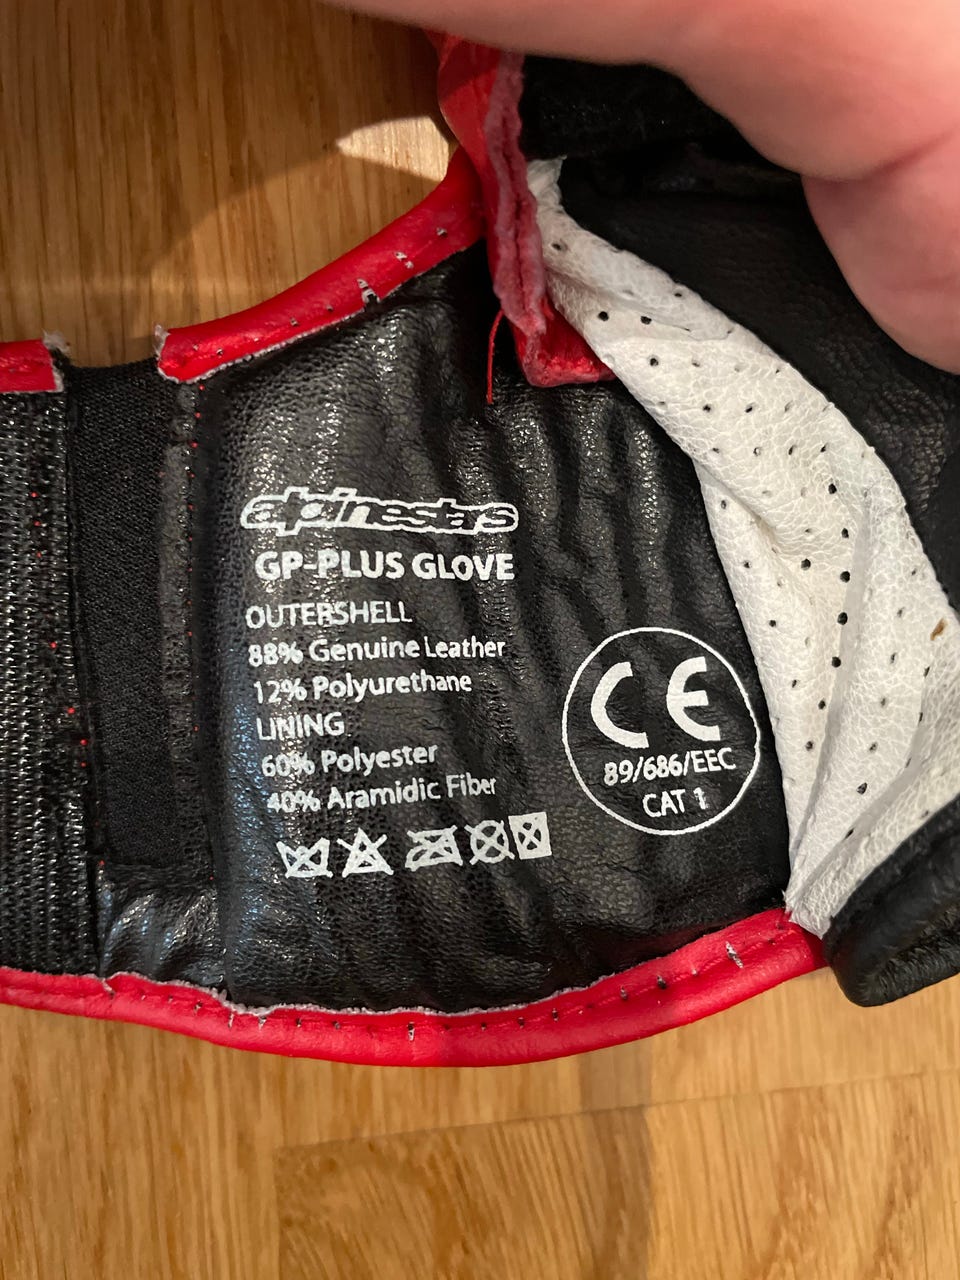 alpinestars
GP-PLUS GLOVE
OUTERSHELL
88% Genuine Leather
12% Polyurethane
LINING
60% Polyester
40% Aramidic Fiber
CE
89/686/EEC
CAT 1